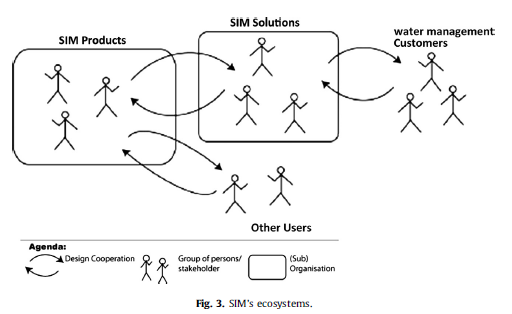 SIM Solutions
SIM Products
water management
Customers
Other Users
Agenda:
Design Cooperation
Group of persons/
stakeholder
(Sub)
Organisation
Fig. 3. SIM's ecosystems.